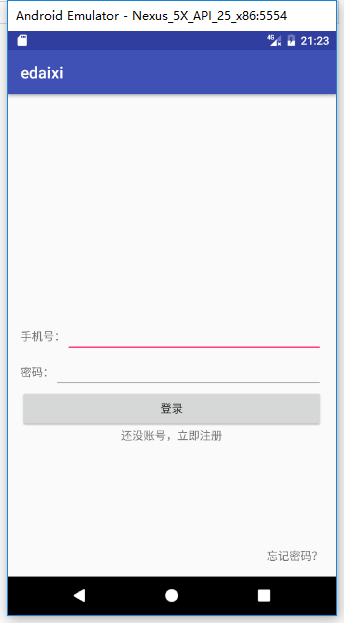 Android Emulator - Nexus_5X_API_25_x86:5554
4G 21:23
edaixi
手机号：
密码：
登录
还没账号，立即注册
忘记密码？